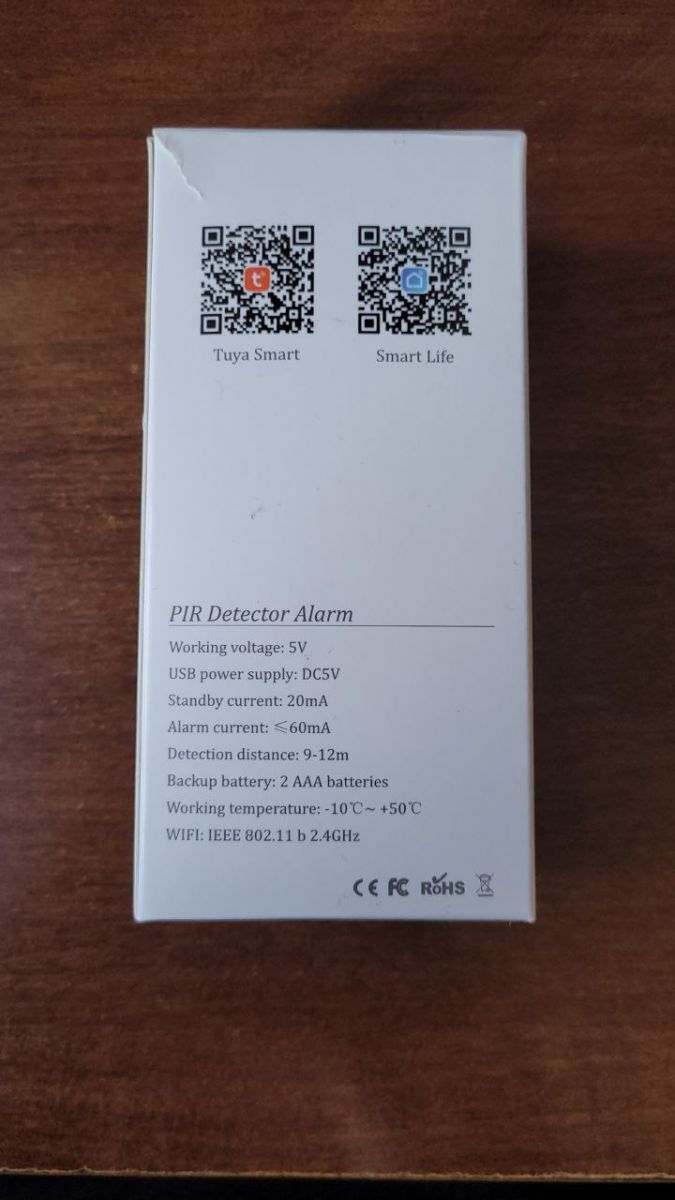 Tuya Smart
Smart Life
PIR Detector Alarm
Working voltage: 5V
USB power supply: DC5V
Standby current: 20mA
Alarm current: ≤60mA
Detection distance: 9-12m
Backup battery: 2 AAA batteries
Working temperature: -10℃~ +50℃
WIFI: IEEE 802.11 b 2.4GHz
CE FC RoHS